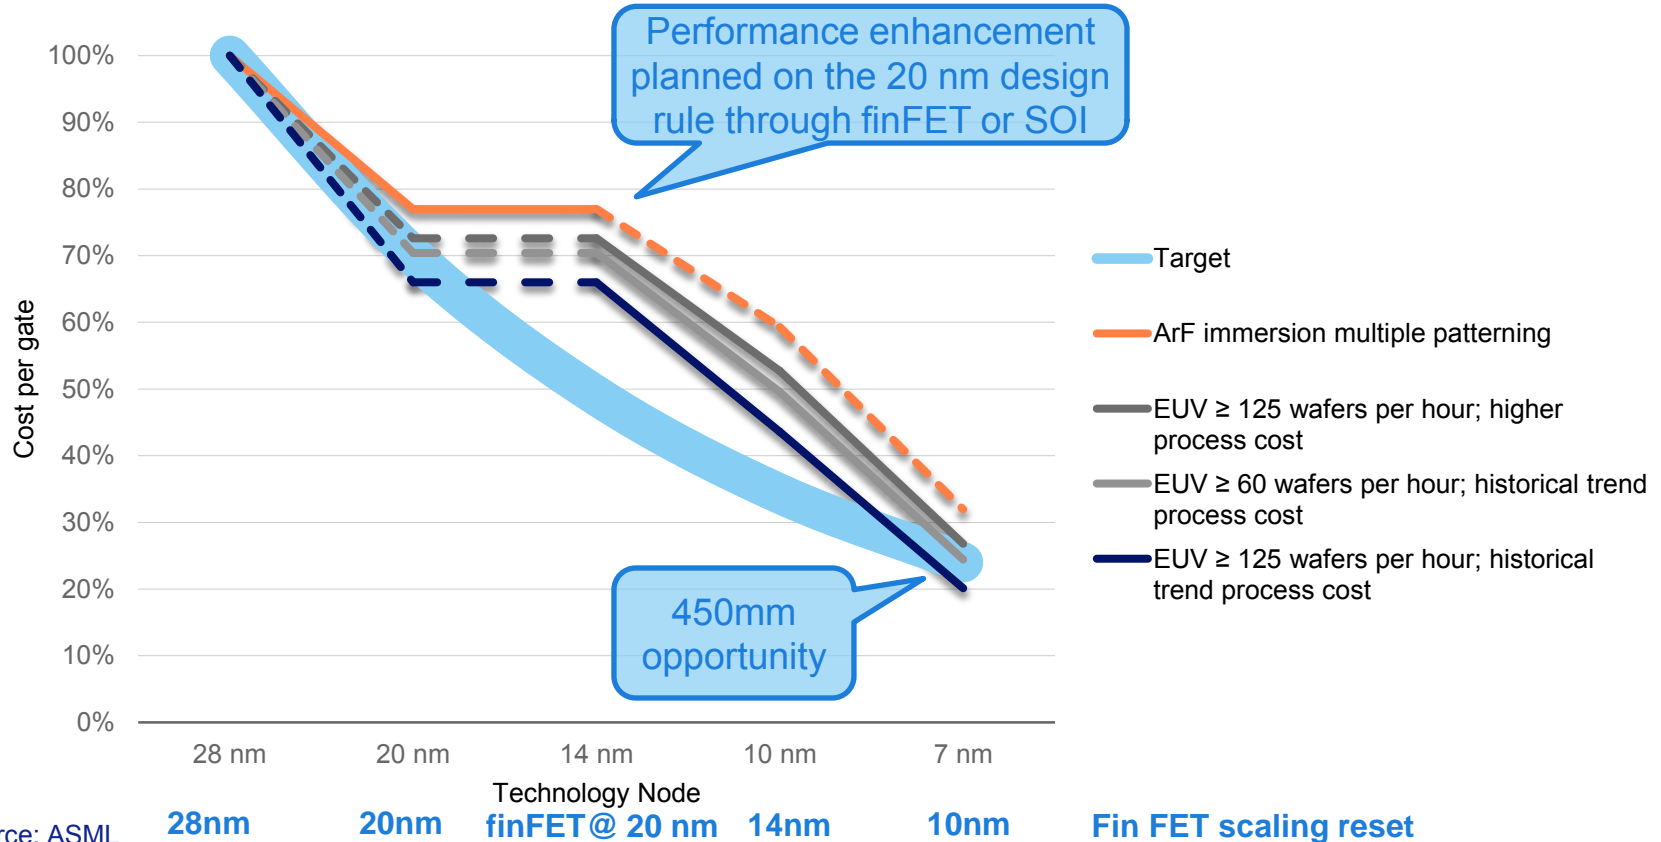 Performance enhancement
planned on the 20 nm design
rule through finFET or SOI
100%
90%
80%
70%
60%
50%
40%
30%
20%
10%
0%
Cost per gate
Target
ArF immersion multiple patterning
EUV ≥ 125 wafers per hour; higher
process cost
EUV ≥ 60 wafers per hour; historical trend
process cost
EUV ≥ 125 wafers per hour; historical
trend process cost
450mm
opportunity
28 nm 20 nm 14 nm 10 nm 7 nm
Technology Node
28nm 20nm finFET@ 20 nm 14nm 10nm Fin FET scaling reset
rce: ASML